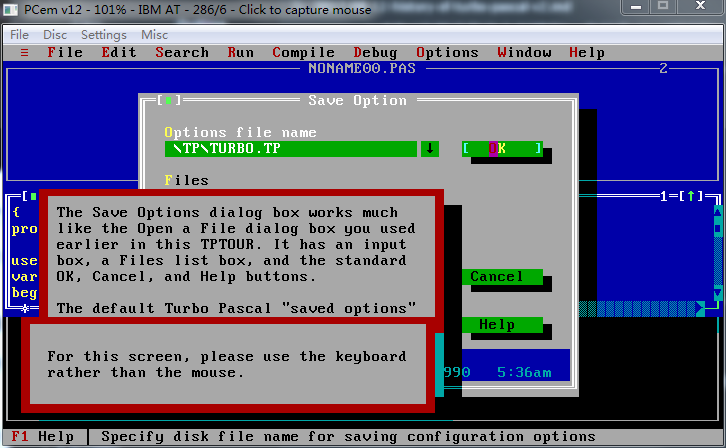 PCem v12 - 101% - IBM AT - 286/6 - Click to capture mouse
File Disc Settings Misc
≡ File Edit Search Run Compile Debug Options Window Help
NONAME00.PAS 2
[■] Save Option
Options file name
\TP\TURBO.TP ↓ [ OK ]
Files
1=[↑]
{
pro
use
var
beg
The Save Options dialog box works much
like the Open a File dialog box you used
earlier in this TPTOUR. It has an input
box, a Files list box, and the standard
OK, Cancel, and Help buttons.
Cancel
The default Turbo Pascal "saved options"
Help
For this screen, please use the keyboard
rather than the mouse.
990 5:36am
F1 Help │ Specify disk file name for saving configuration options